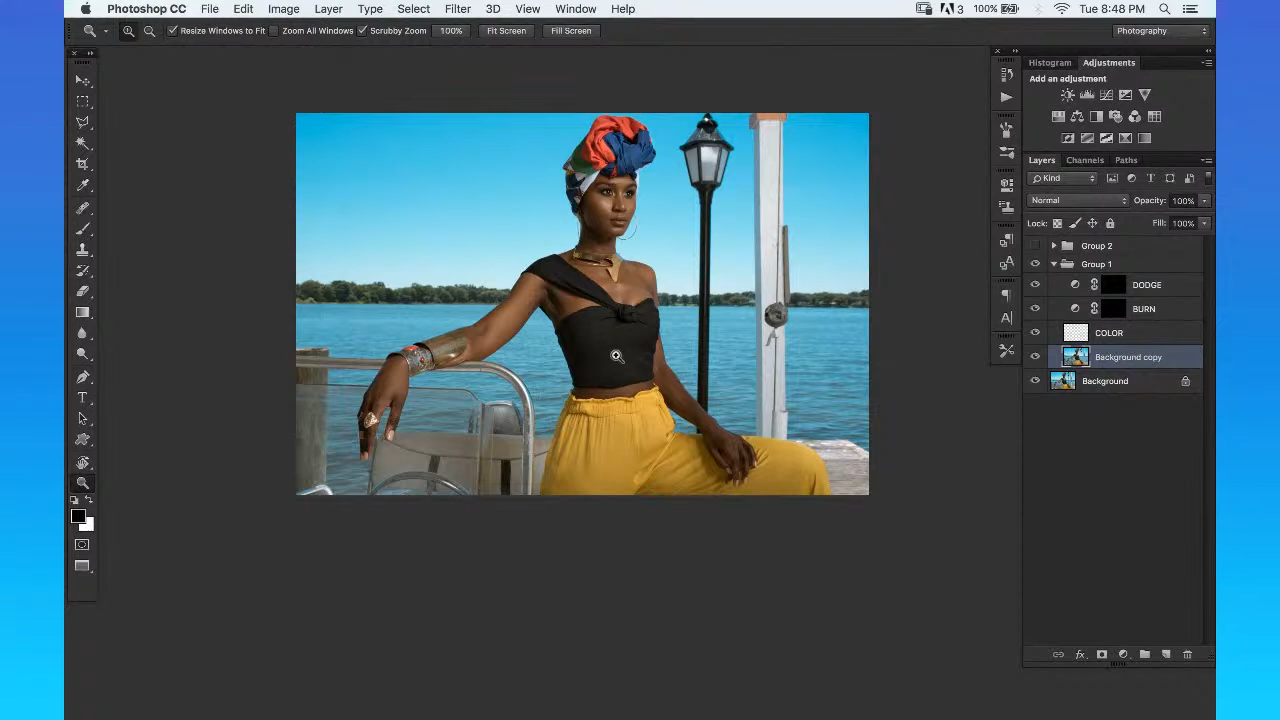 Photoshop CC File Edit Image Layer Type Select Filter 3D View Window Help 3 100% Tue 8:48 PM
Resize Windows to Fit Zoom All Windows Scrubby Zoom 100% Fit Screen Fill Screen Photography
Histogram Adjustments
Add an adjustment
Layers Channels Paths
Kind
Normal Opacity: 100%
Lock: Fill: 100%
Group 2
Group 1
DODGE
BURN
COLOR
Background copy
Background